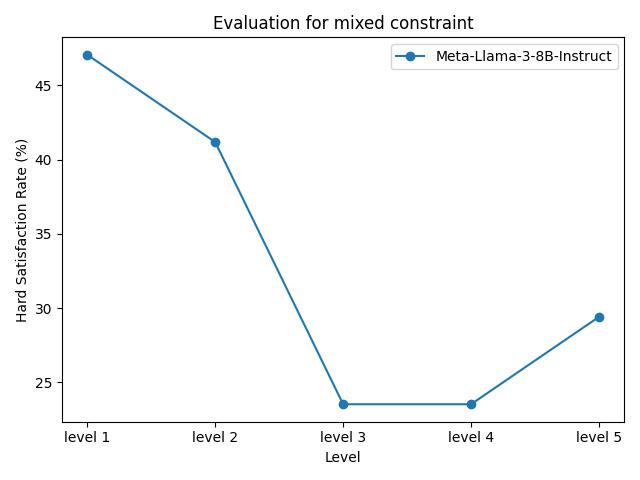 Evaluation for mixed constraint
Meta-Llama-3-8B-Instruct
Hard Satisfaction Rate (%)
45
40
35
30
25
level 1 level 2 level 3 level 4 level 5
Level